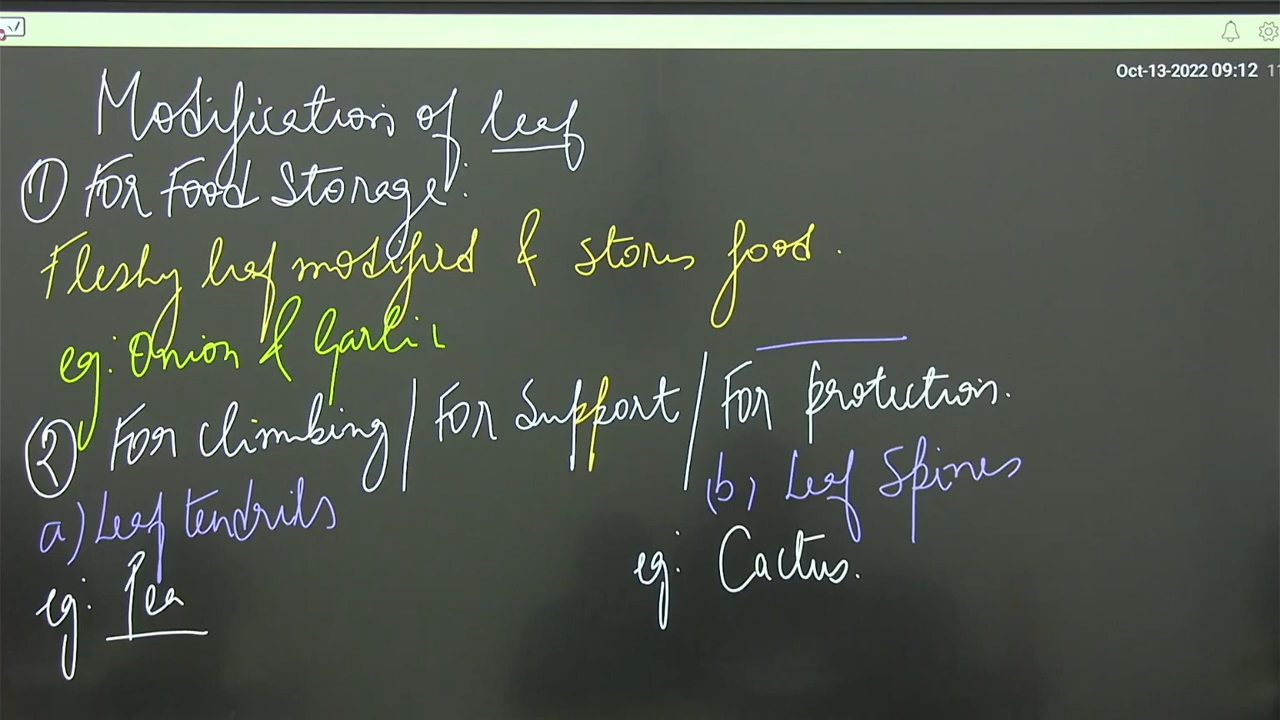 Oct-13-2022 09:12
Modification of leaf
① For Food Storage:
Fleshy leaf modified & stores food.
eg: Onion & Garlic
② For climbing / For Support / For protection.
a) Leaf tendrils
(b) Leaf Spines
eg: Pea
eg: Cactus.